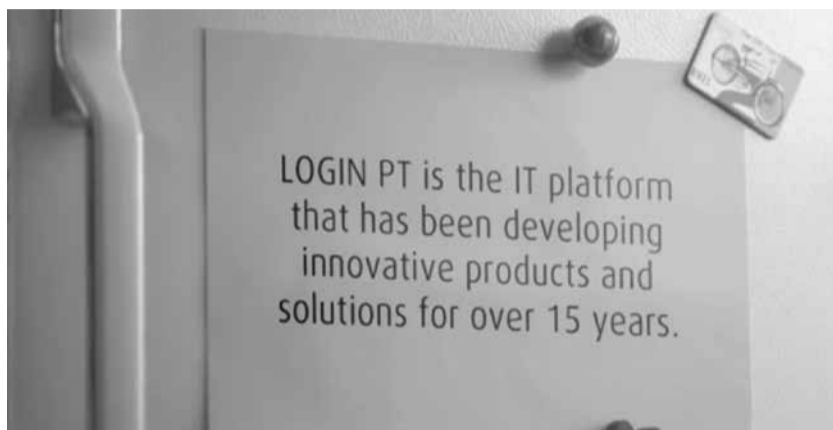 LOGIN PT is the IT platform
that has been developing
innovative products and
solutions for over 15 years.